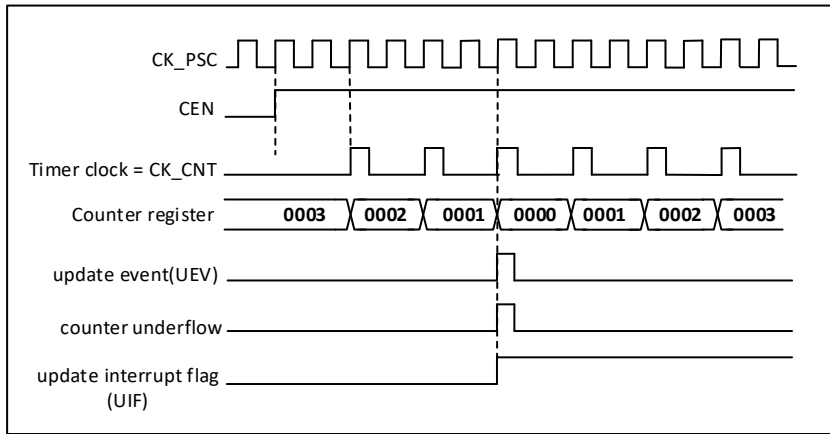 CK_PSC
CEN
Timer clock = CK_CNT
Counter register 0003 0002 0001 0000 0001 0002 0003
update event(UEV)
counter underflow
update interrupt flag
(UIF)